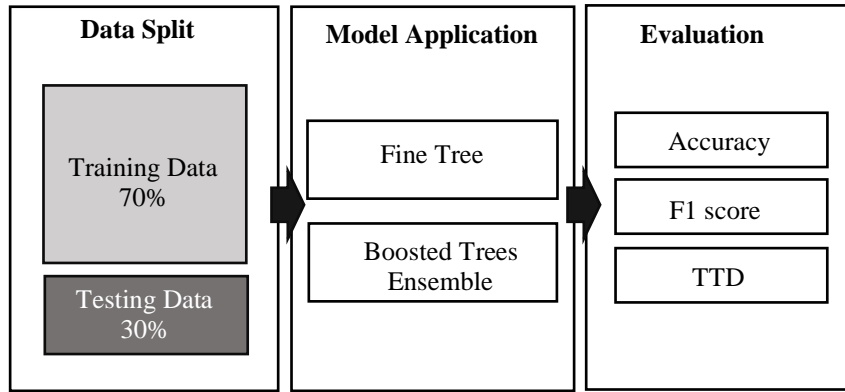 Data Split
Training Data
70%
Testing Data
30%
Model Application
Fine Tree
Boosted Trees
Ensemble
Evaluation
Accuracy
F1 score
TTD